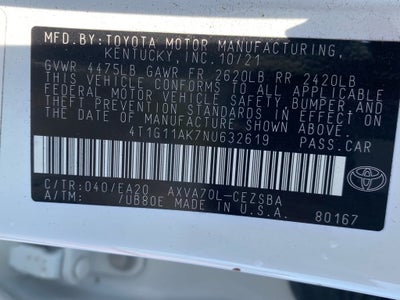 MFD.BY:TOYOTA MOTOR MANUFACTURING,
KENTUCKY, INC. 10/21
GVWR 4475LB GAWR FR 2620LB RR 2420LB
THIS VEHICLE CONFORMS TO ALL APPLICABLE
FEDERAL MOTOR VEHICLE SAFETY, BUMPER, AND
THEFT PREVENTION STANDARDS IN EFFECT ON
THE DATE OF MANUFACTURE SHOWN ABOVE.
4T1G11AK7NU632619 PASS.CAR
C/TR:040/EA20 AXVA70L-CEZSBA
A/TM: /UB80E MADE IN U.S.A. 80167
TOYOTA